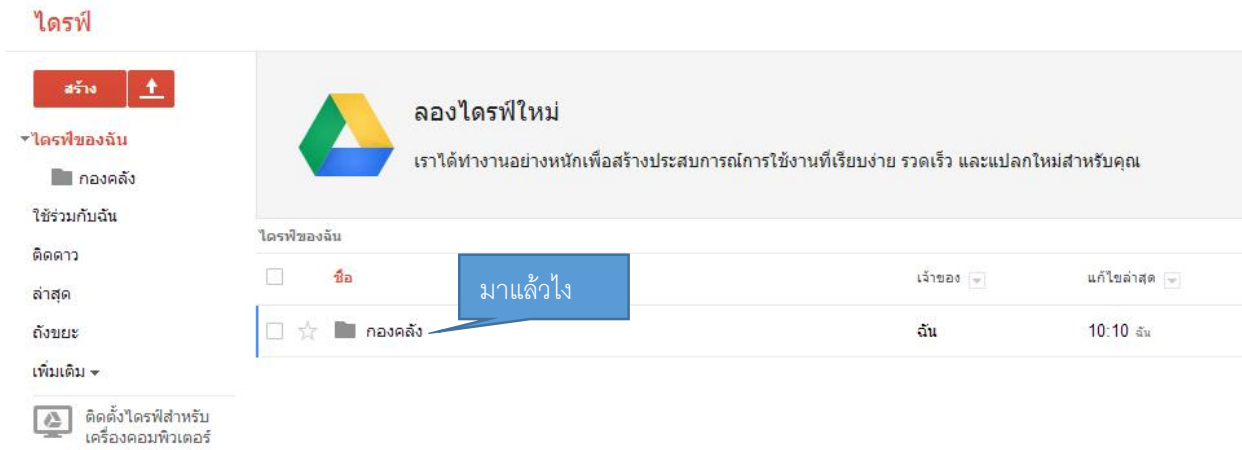 ไดรฟ์
สร้าง
ไดรฟ์ของฉัน
กองคลัง
ใช้ร่วมกับฉัน
ติดดาว
ล่าสุด
ถังขยะ
เพิ่มเติม
ติดตั้งไดรฟ์สำหรับ
เครื่องคอมพิวเตอร์
ลองไดรฟ์ใหม่
เราได้ทำงานอย่างหนักเพื่อสร้างประสบการณ์การใช้งานที่เรียบง่าย รวดเร็ว และแปลกใหม่สำหรับคุณ
ไดรฟ์ของฉัน
ชื่อ เจ้าของ แก้ไขล่าสุด
มาแล้วไง
กองคลัง ฉัน 10:10 ฉัน